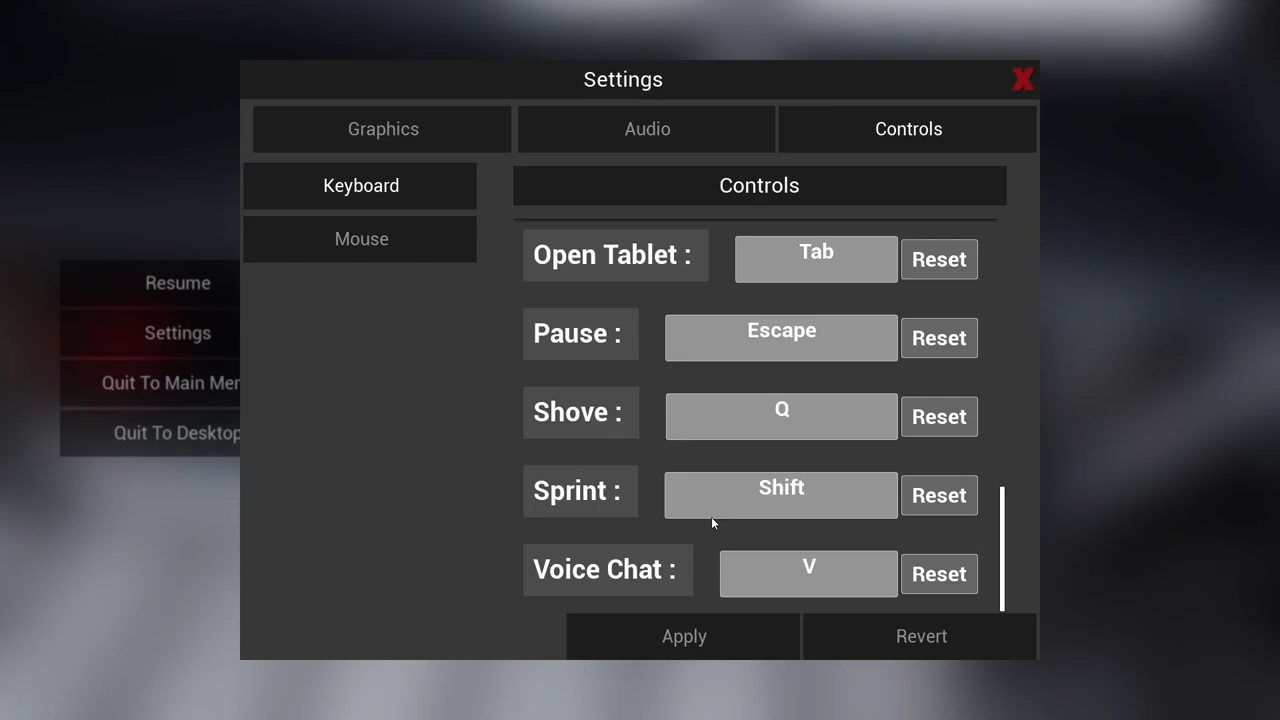 Settings
X
Graphics
Audio
Controls
Keyboard
Mouse
Controls
Open Tablet :
Tab
Reset
Pause :
Escape
Reset
Shove :
Q
Reset
Sprint :
Shift
Reset
Voice Chat :
V
Reset
Apply
Revert
Resume
Settings
Quit To Main Mer
Quit To Desktop